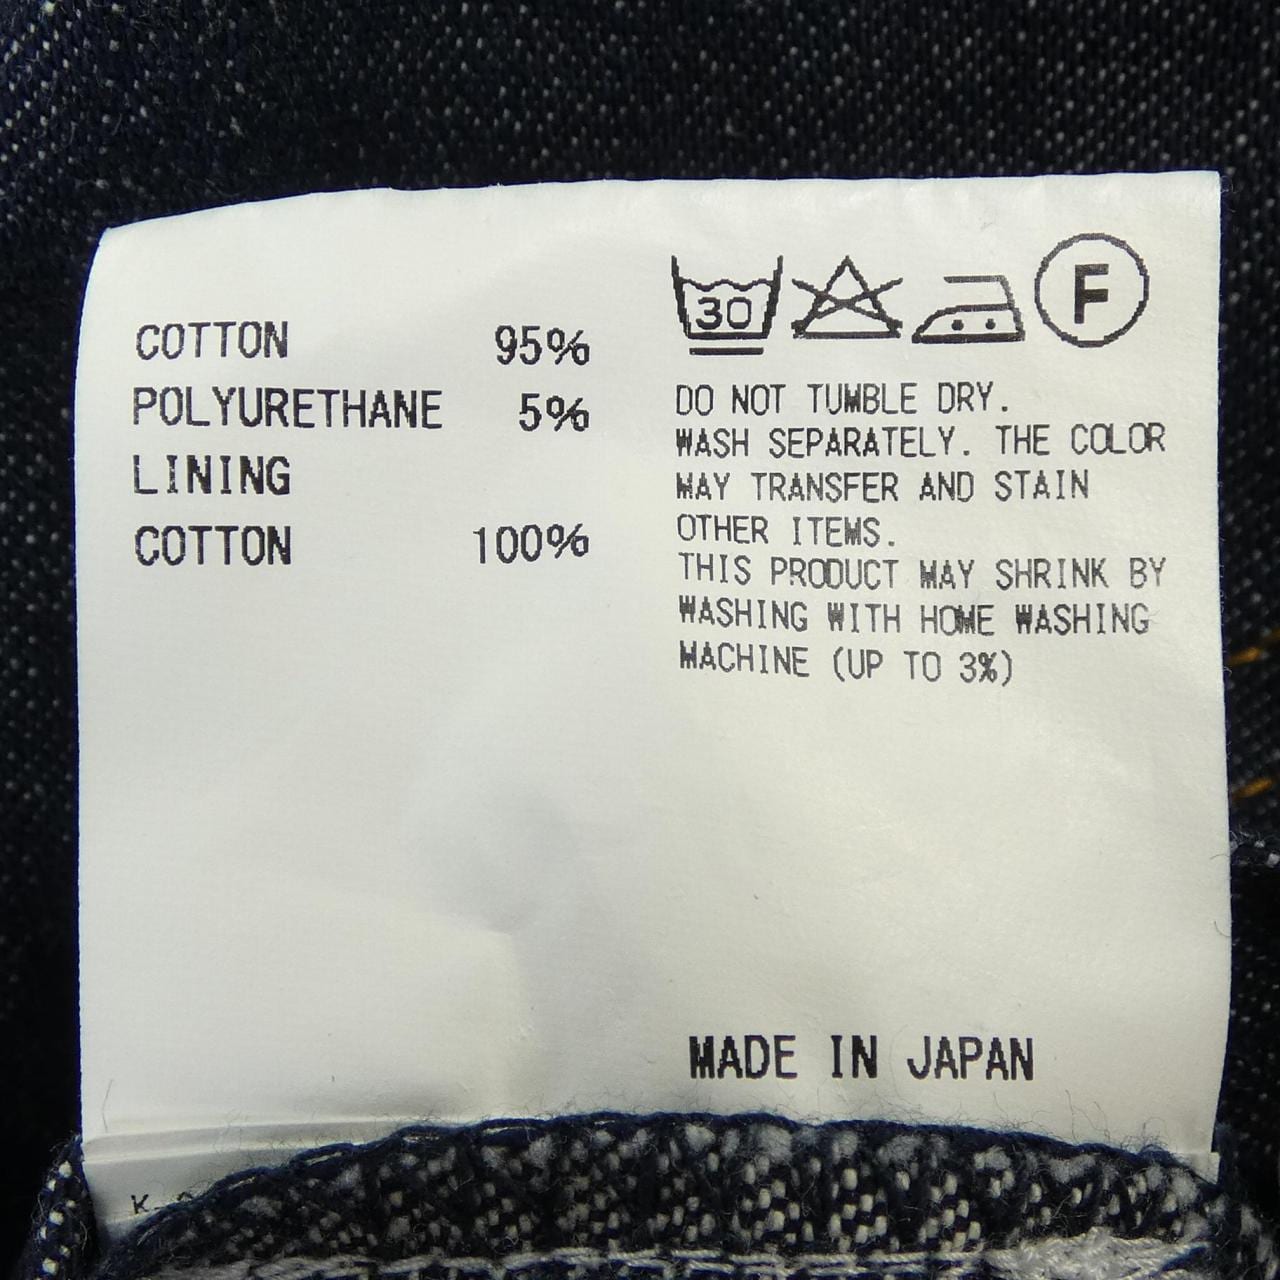 COTTON 95%
POLYURETHANE 5%
LINING
COTTON 100%
30 F
DO NOT TUMBLE DRY.
WASH SEPARATELY. THE COLOR
MAY TRANSFER AND STAIN
OTHER ITEMS.
THIS PRODUCT MAY SHRINK BY
WASHING WITH HOME WASHING
MACHINE (UP TO 3%)
MADE IN JAPAN